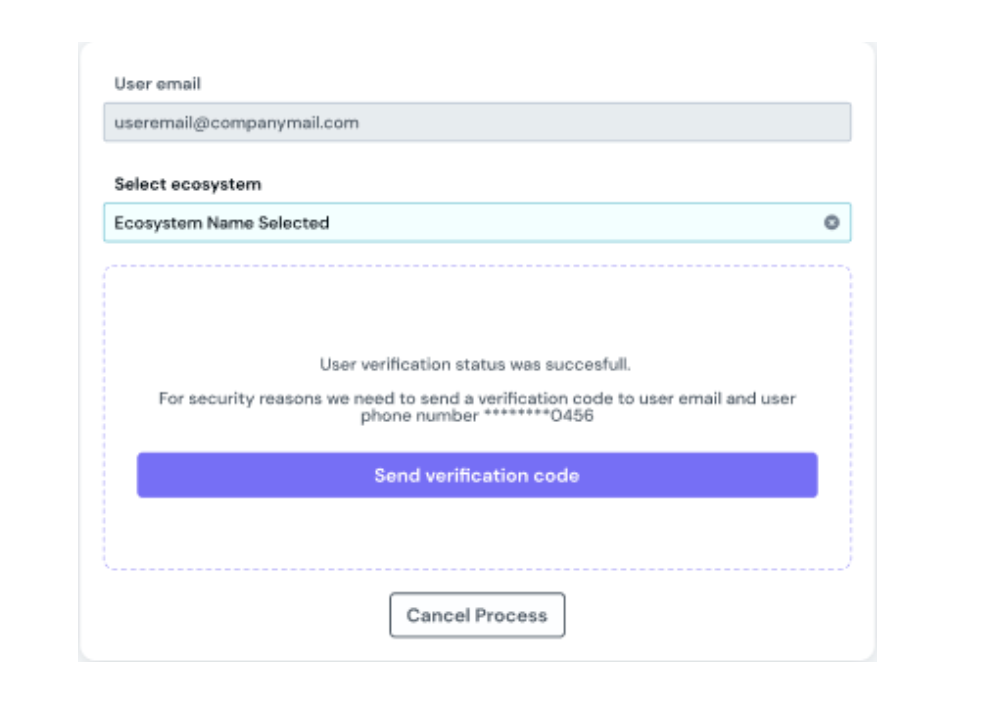 User email
useremail@companymail.com
Select ecosystem
Ecosystem Name Selected
User verification status was succesfull.
For security reasons we need to send a verification code to user email and user
phone number ********0456
Send verification code
Cancel Process